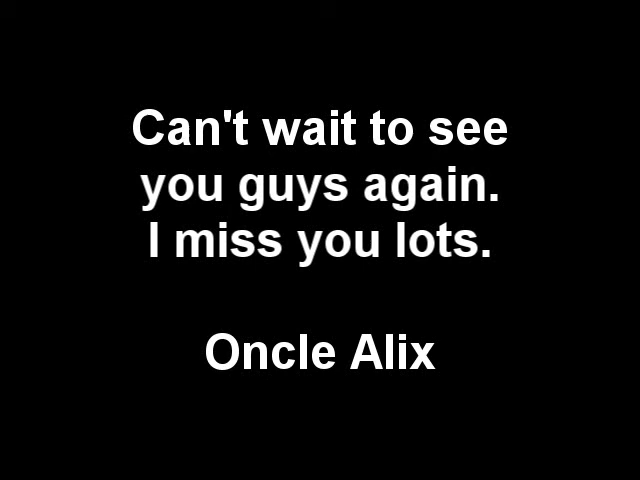 Can't wait to see
you guys again.
I miss you lots.
Oncle Alix